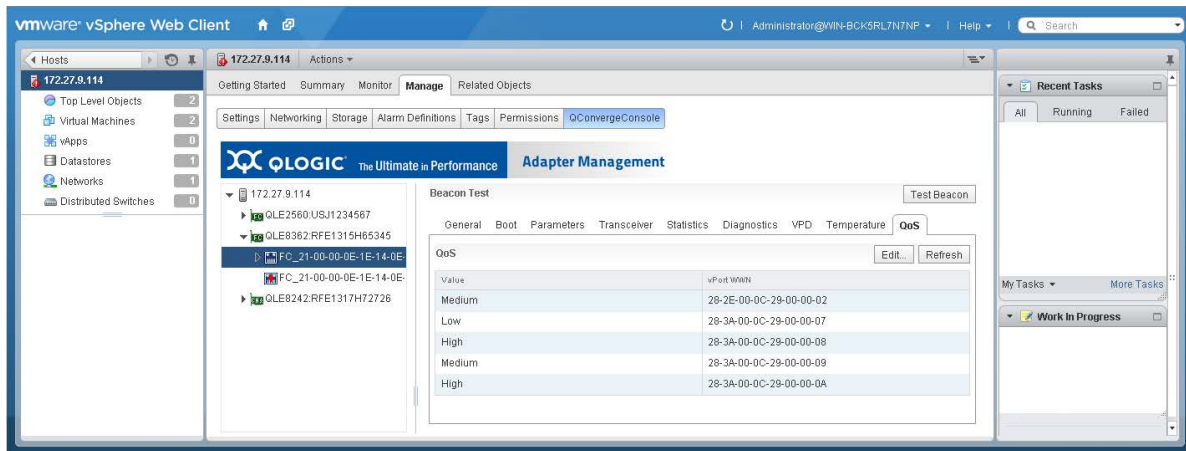 vmware® vSphere Web Client
Administrator@WIN-BCK5RL7N7NP
Help
Search
Hosts
172.27.9.114
Top Level Objects 2
Virtual Machines 2
vApps 0
Datastores 1
Networks 1
Distributed Switches 0
172.27.9.114 Actions
Getting Started Summary Monitor Manage Related Objects
Settings Networking Storage Alarm Definitions Tags Permissions QConvergeConsole
QLOGIC® The Ultimate in Performance Adapter Management
172.27.9.114
QLE2560:USJ1234567
QLE8362:RFE1315H65345
FC_21-00-00-0E-1E-14-0E-
FC_21-00-00-0E-1E-14-0E-
QLE8242:RFE1317H72726
Beacon Test Test Beacon
General Boot Parameters Transceiver Statistics Diagnostics VPD Temperature QoS
QoS Edit... Refresh
Value vPort WWN
Medium 28-2E-00-0C-29-00-00-02
Low 28-3A-00-0C-29-00-00-07
High 28-3A-00-0C-29-00-00-08
Medium 28-3A-00-0C-29-00-00-09
High 28-3A-00-0C-29-00-00-0A
Recent Tasks
All Running Failed
My Tasks More Tasks
Work In Progress